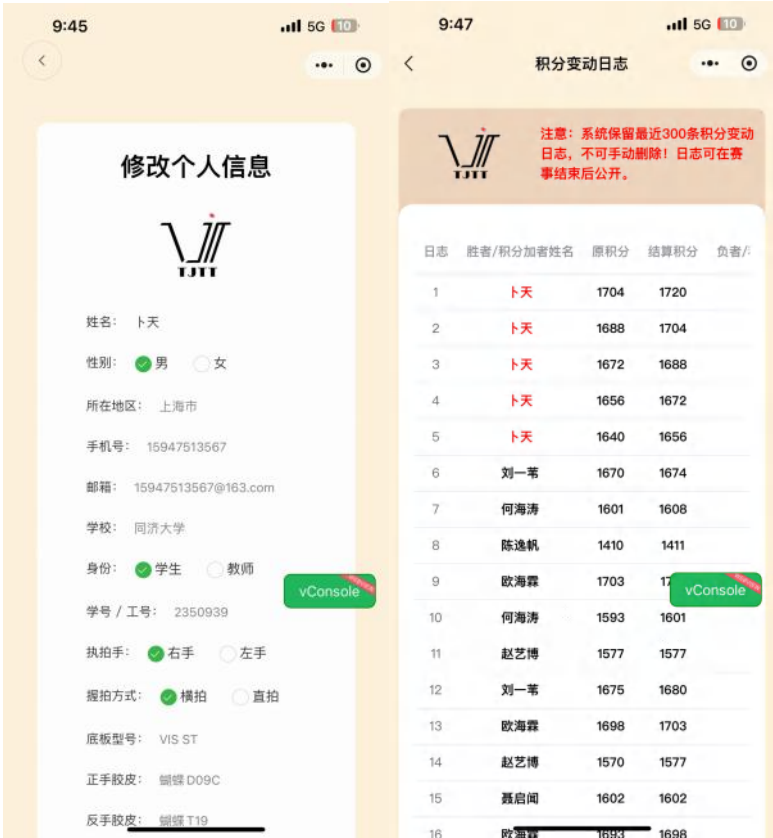 9:45
5G 10
修改个人信息
TJTT
姓名： 卜天
性别： 男 女
所在地区： 上海市
手机号： 15947513567
邮箱： 15947513567@163.com
学校： 同济大学
身份： 学生 教师
vConsole
学号 / 工号： 2350939
执拍手： 右手 左手
握拍方式： 横拍 直拍
底板型号： VIS ST
正手胶皮： 蝴蝶 D09C
反手胶皮： 蝴蝶 T19
9:47
5G 10
积分变动日志
TJTT
注意：系统保留最近300条积分变动
日志，不可手动删除！日志可在赛
事结束后公开。
日志 胜者/积分加者姓名 原积分 结算积分 负者/
1 卜天 1704 1720
2 卜天 1688 1704
3 卜天 1672 1688
4 卜天 1656 1672
5 卜天 1640 1656
6 刘一苇 1670 1674
7 何海涛 1601 1608
8 陈逸帆 1410 1411
9 欧海霖 1703
vConsole
10 何海涛 1593 1601
11 赵艺博 1577 1577
12 刘一苇 1675 1680
13 欧海霖 1698 1703
14 赵艺博 1570 1577
15 聂启闻 1602 1602
16 欧海霖 1693 1698